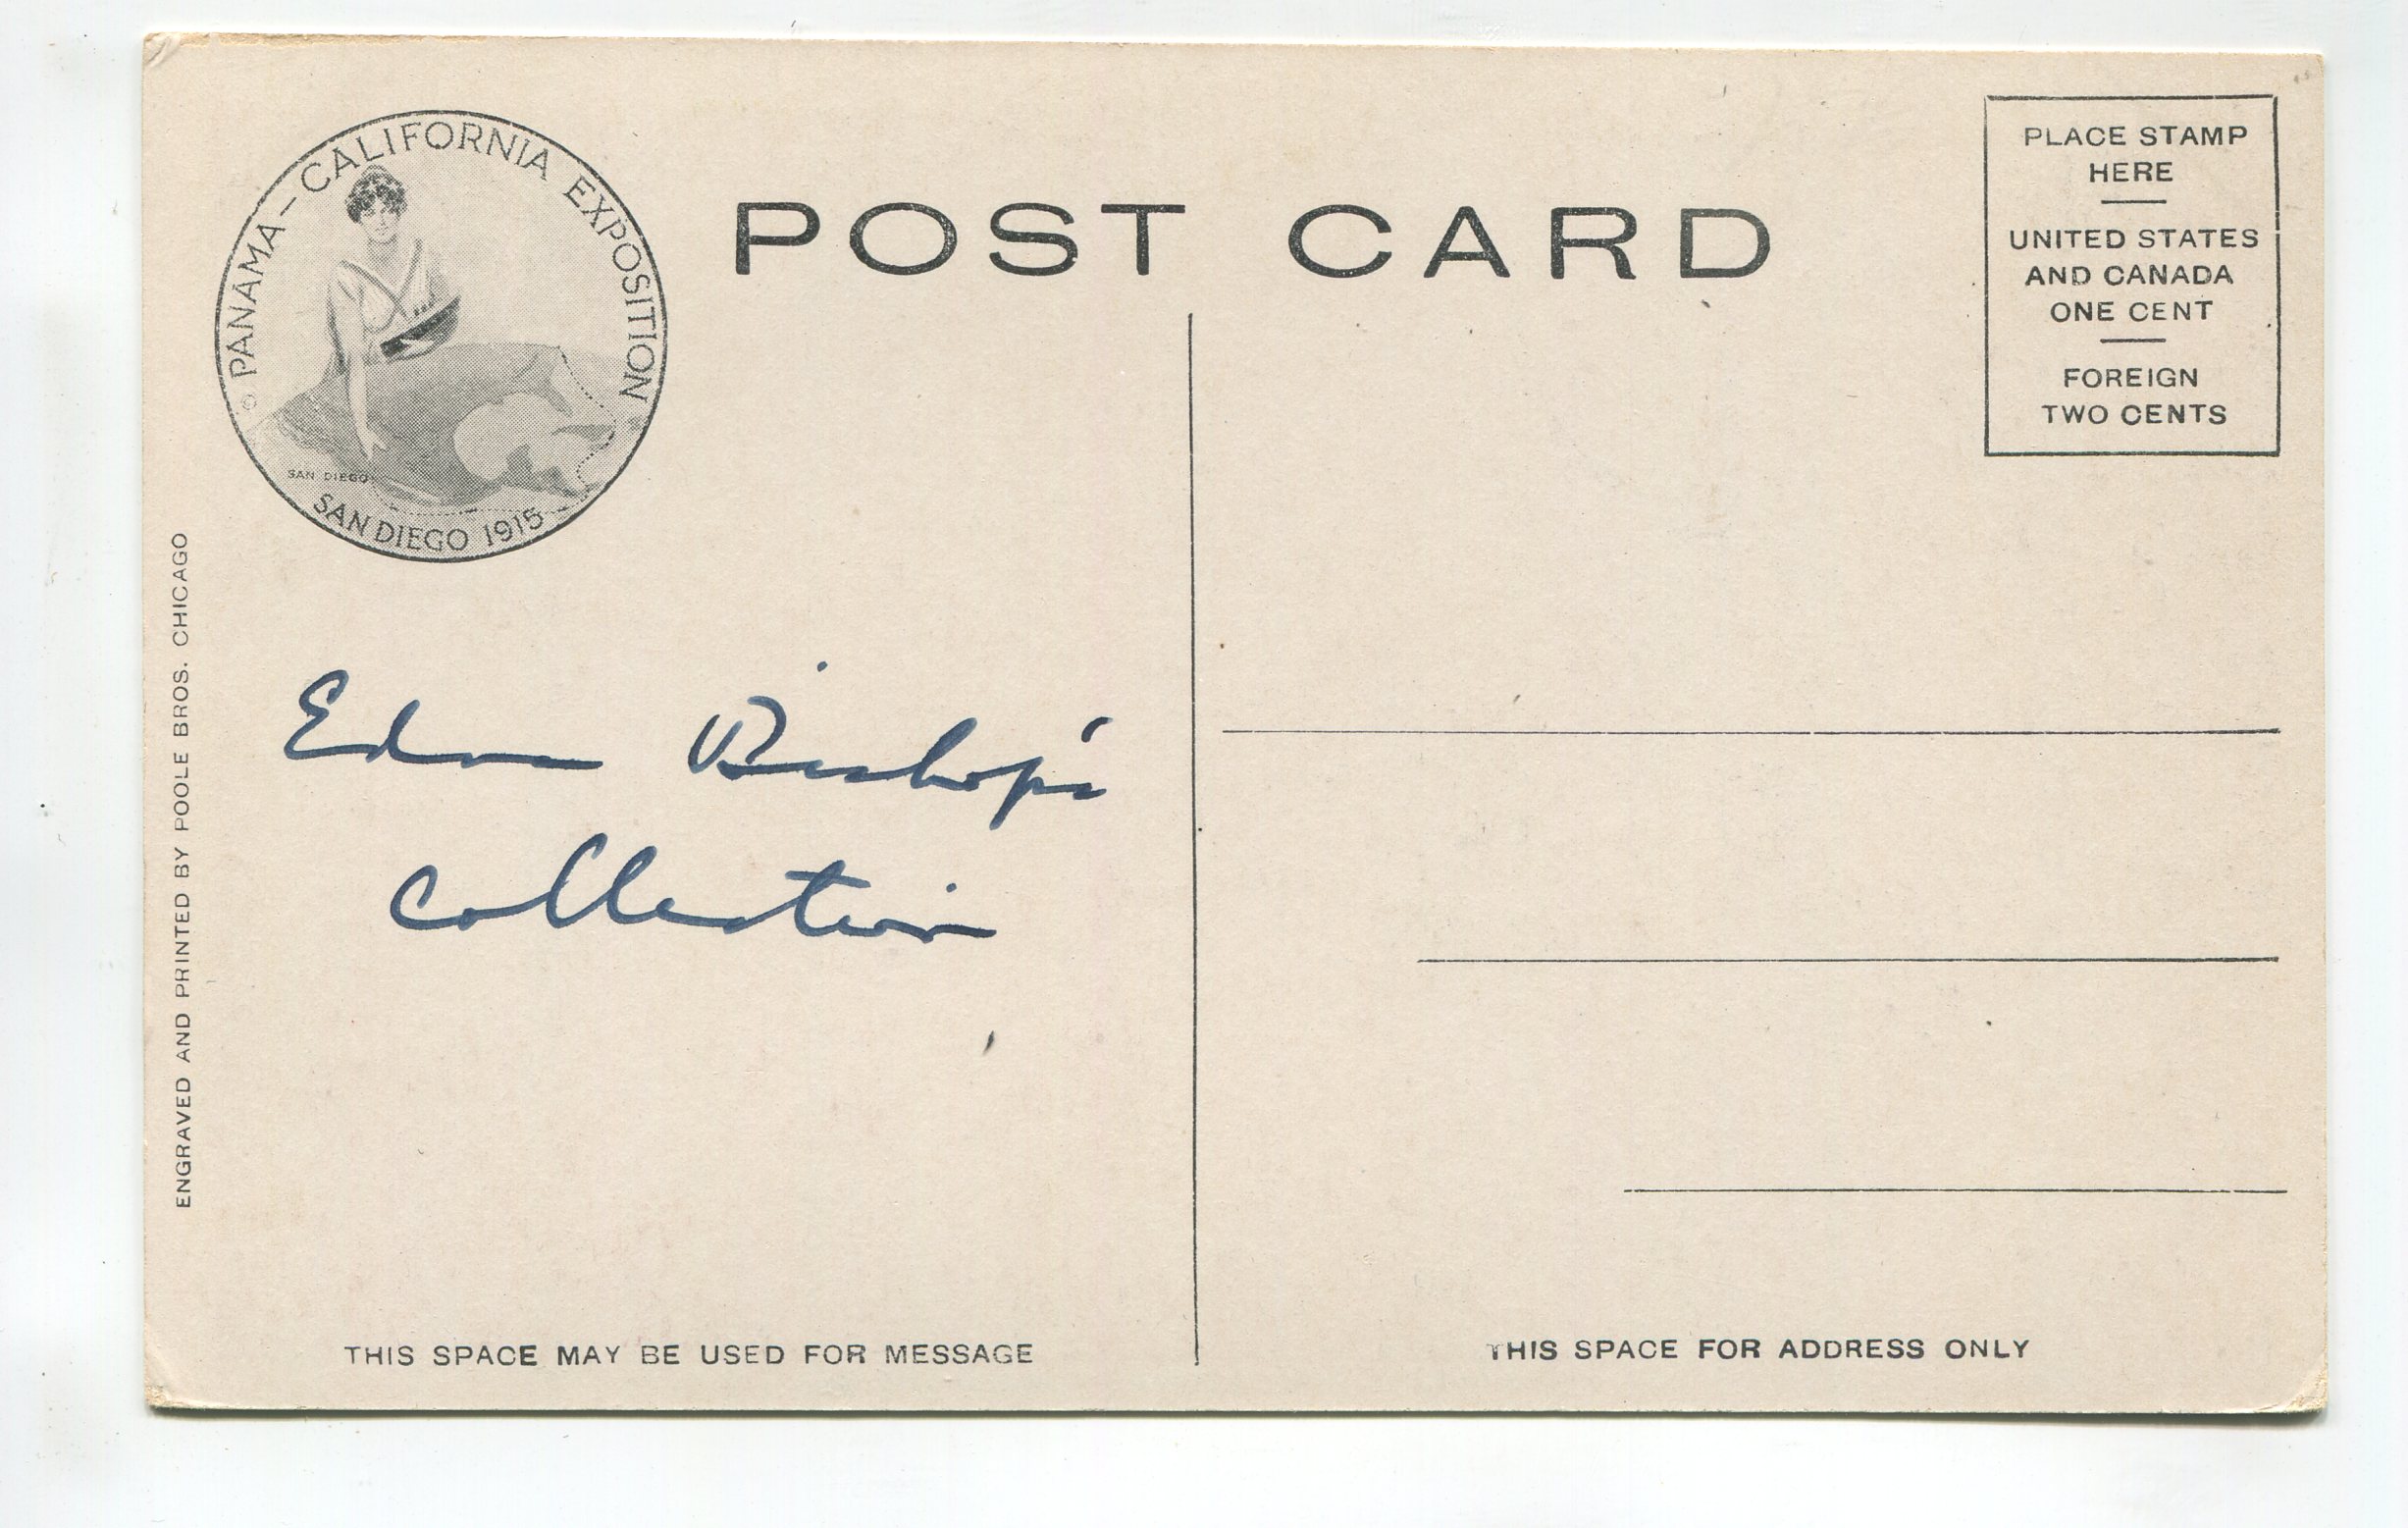 © PANAMA-CALIFORNIA EXPOSITION
SAN DIEGO
SAN DIEGO 1915
POST CARD
PLACE STAMP
HERE
UNITED STATES
AND CANADA
ONE CENT
FOREIGN
TWO CENTS
ENGRAVED AND PRINTED BY POOLE BROS. CHICAGO
Edna Bishop's
Collection
THIS SPACE MAY BE USED FOR MESSAGE
THIS SPACE FOR ADDRESS ONLY